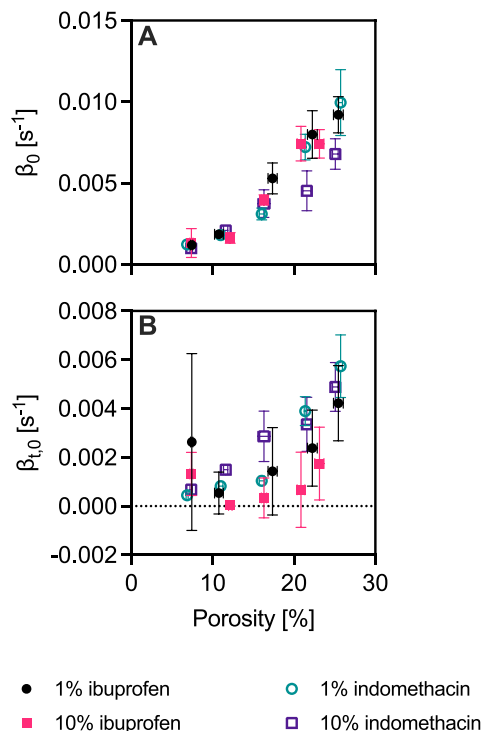 A
0.015
0.010
0.005
0.000
β0 [s-1]
B
0.008
0.006
0.004
0.002
0.000
-0.002
βt,0 [s-1]
0 10 20 30
Porosity [%]
1% ibuprofen 1% indomethacin
10% ibuprofen 10% indomethacin